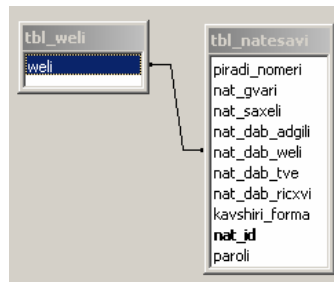 tbl_weli
weli
tbl_natesavi
piradi_nomeri
nat_gvari
nat_saxeli
nat_dab_adgili
nat_dab_weli
nat_dab_tve
nat_dab_ricxvi
kavshiri_forma
nat_id
paroli